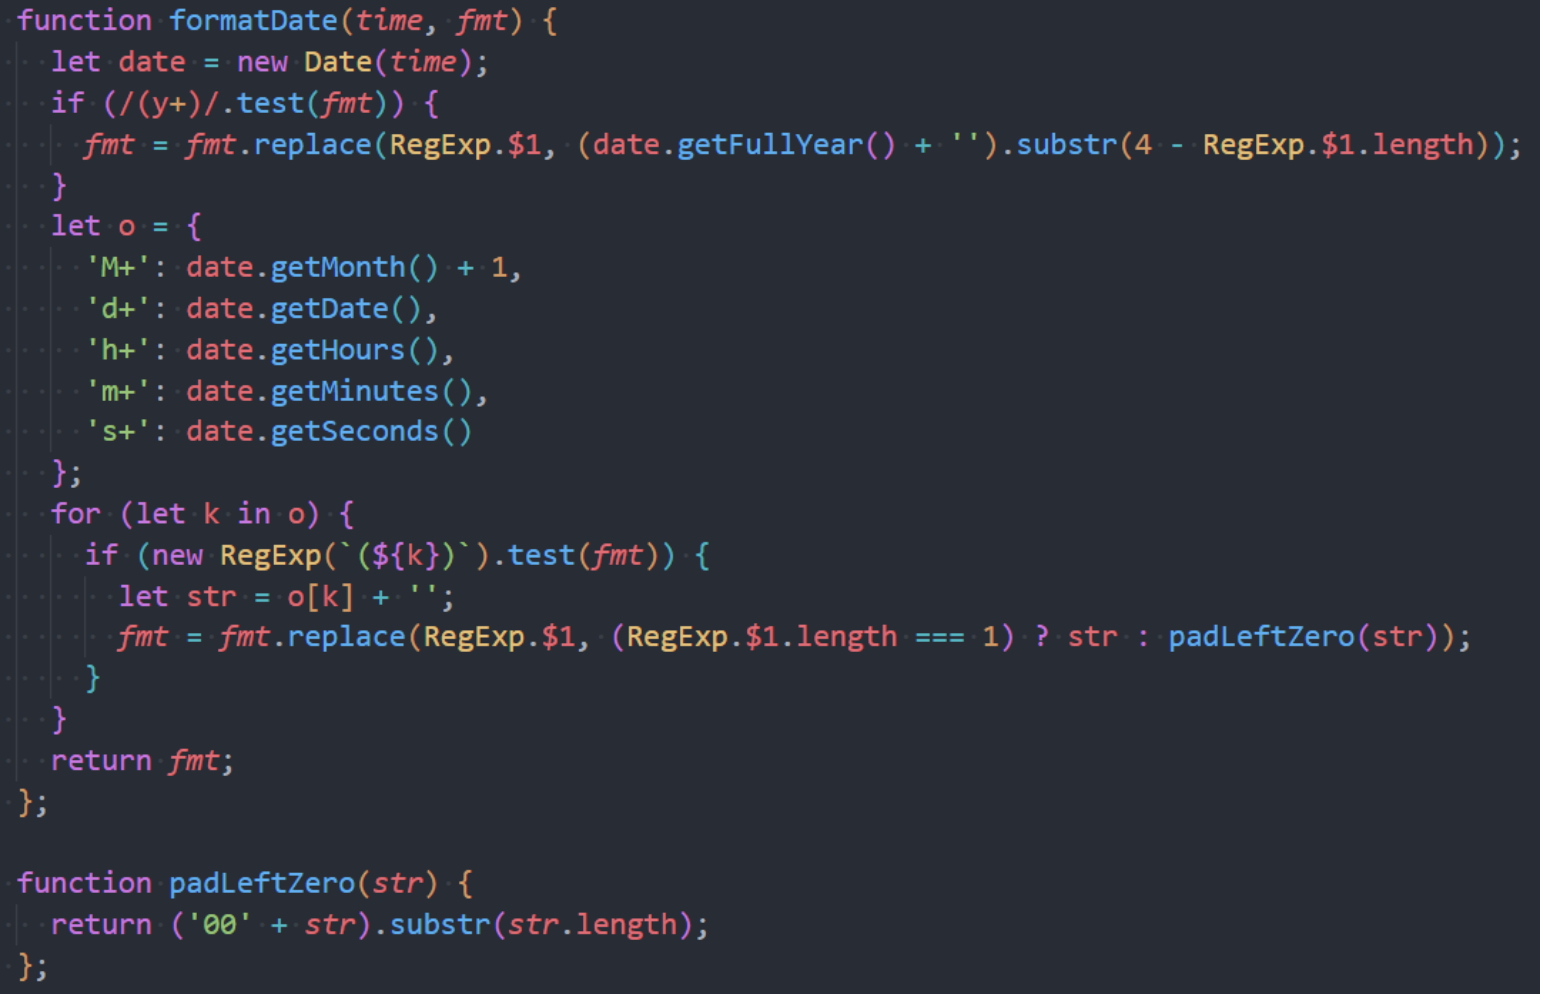 function formatDate(time, fmt) {
  let date = new Date(time);
  if (/(y+)/.test(fmt)) {
    fmt = fmt.replace(RegExp.$1, (date.getFullYear() + '').substr(4 - RegExp.$1.length));
  }
  let o = {
    'M+': date.getMonth() + 1,
    'd+': date.getDate(),
    'h+': date.getHours(),
    'm+': date.getMinutes(),
    's+': date.getSeconds()
  };
  for (let k in o) {
    if (new RegExp(`(${k})`).test(fmt)) {
      let str = o[k] + '';
      fmt = fmt.replace(RegExp.$1, (RegExp.$1.length === 1) ? str : padLeftZero(str));
    }
  }
  return fmt;
};

function padLeftZero(str) {
  return ('00' + str).substr(str.length);
};